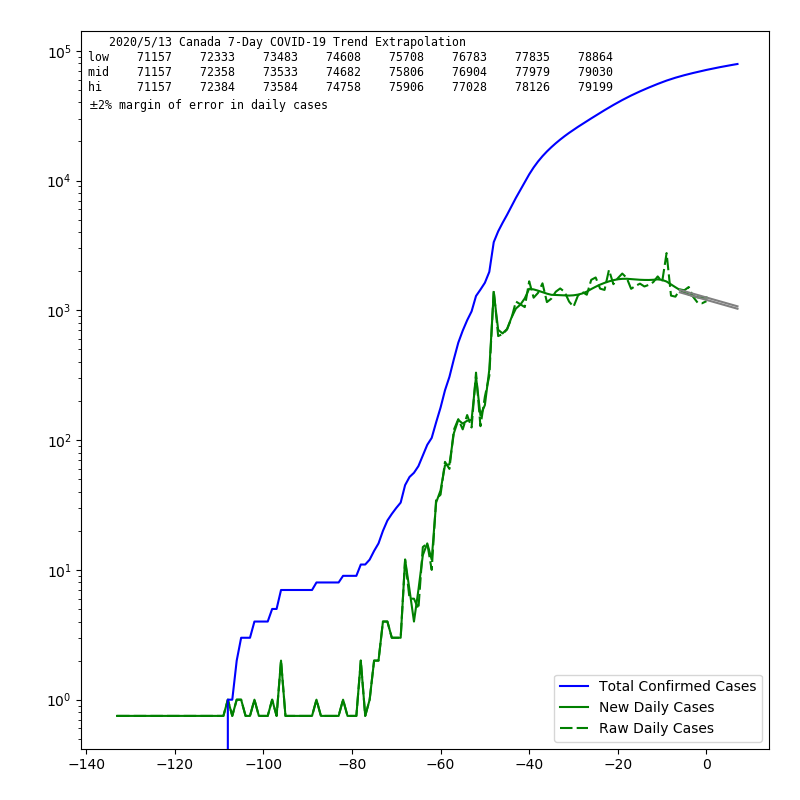 2020/5/13 Canada 7-Day COVID-19 Trend Extrapolation
low 71157 72333 73483 74608 75708 76783 77835 78864
mid 71157 72358 73533 74682 75806 76904 77979 79030
hi 71157 72384 73584 74758 75906 77028 78126 79199
±2% margin of error in daily cases
10^5
10^4
10^3
10^2
10^1
10^0
Total Confirmed Cases
New Daily Cases
Raw Daily Cases
−140 −120 −100 −80 −60 −40 −20 0